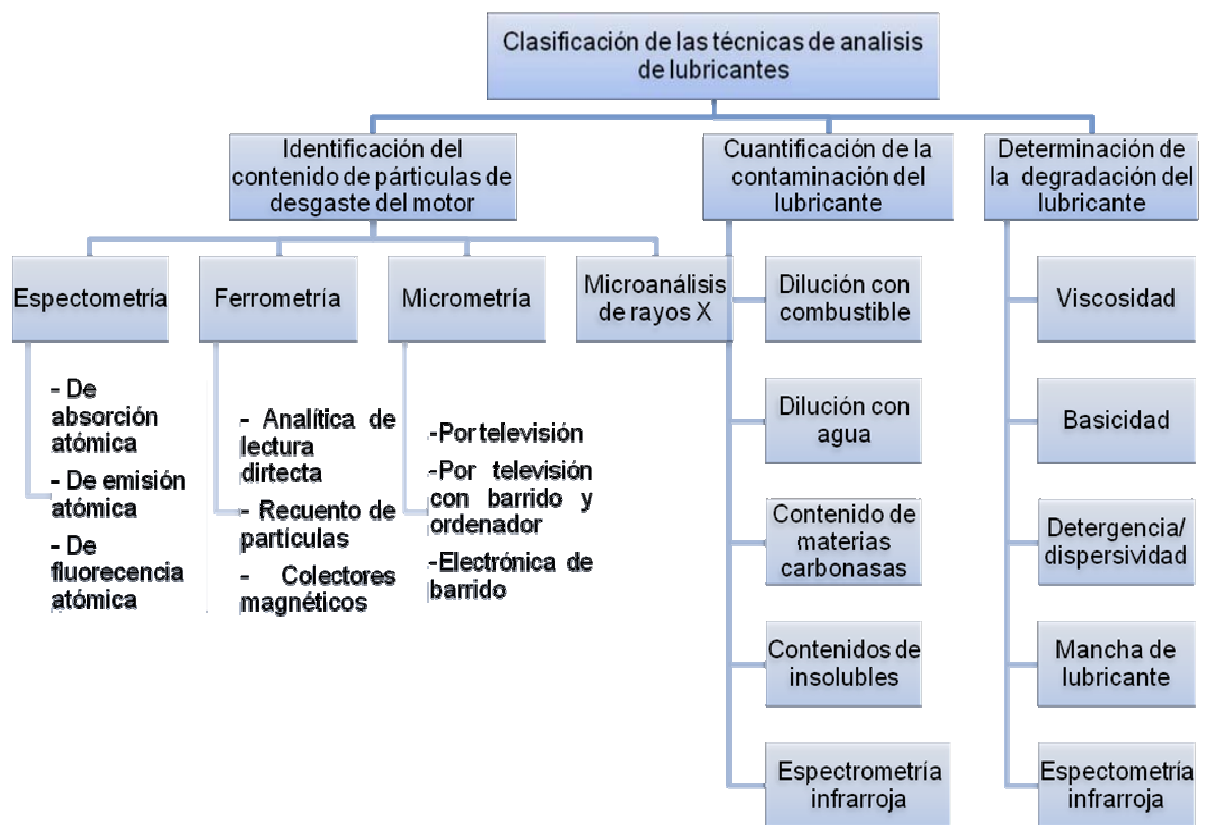 Clasificación de las técnicas de analisis
de lubricantes
Identificación del
contenido de párticulas de
desgaste del motor
Cuantificación de la
contaminación del
lubricante
Determinación de
la degradación del
lubricante
Espectometría
Ferrometría
Micrometría
Microanálisis
de rayos X
- De
absorción
atómica
- De emisión
atómica
- De
fluorecencia
atómica
- Analítica de
lectura
dirtecta
- Recuento de
partículas
- Colectores
magnéticos
-Por televisión
-Por televisión
con barrido y
ordenador
-Electrónica de
barrido
Dilución con
combustible
Dilución con
agua
Contenido de
materias
carbonasas
Contenidos de
insolubles
Espectrometría
infrarroja
Viscosidad
Basicidad
Detergencia/
dispersividad
Mancha de
lubricante
Espectometría
infrarroja